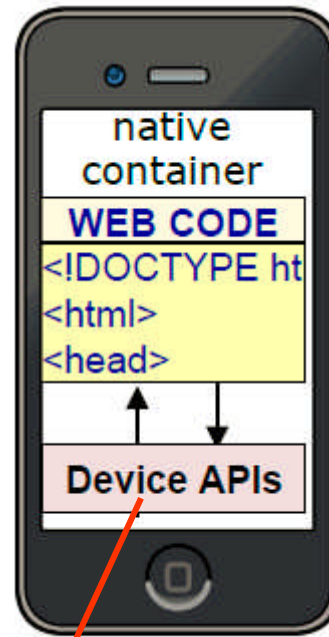 native
container
WEB CODE
<!DOCTYPE ht
<html>
<head>
Device APIs